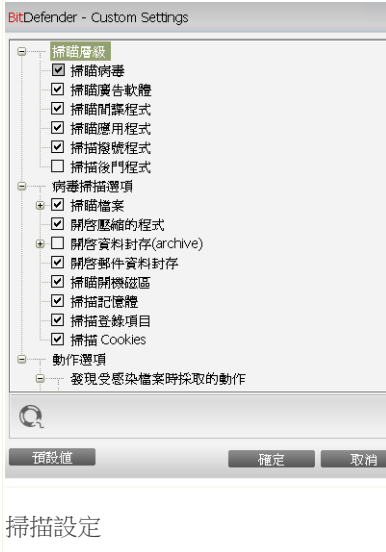 BitDefender - Custom Settings
掃瞄層級
掃瞄病毒
掃瞄廣告軟體
掃瞄間諜程式
掃瞄應用程式
掃描撥號程式
掃描後門程式
病毒掃描選項
掃瞄檔案
開啓壓縮的程式
開啓資料封存(archive)
開啓郵件資料封存
掃瞄開機磁區
掃描記憶體
掃描登錄項目
掃描 Cookies
動作選項
發現受感染檔案時採取的動作
預設值
確定
取消
掃描設定